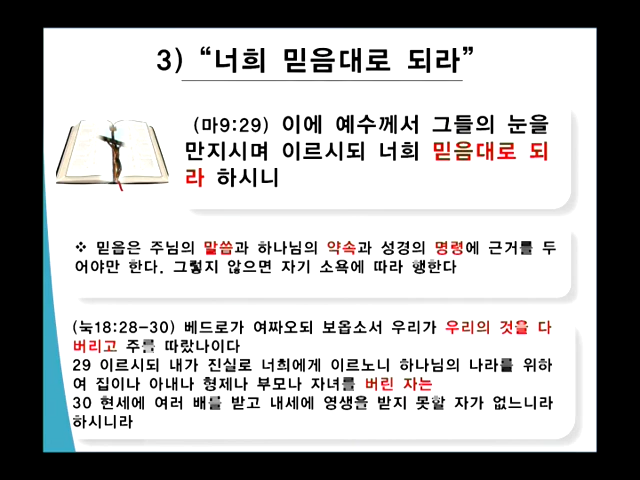 3) “너희 믿음대로 되라”
(마9:29) 이에 예수께서 그들의 눈을
만지시며 이르시되 너희 믿음대로 되
라 하시니
❖ 믿음은 주님의 말씀과 하나님의 약속과 성경의 명령에 근거를 두
어야만 한다. 그렇지 않으면 자기 소욕에 따라 행한다
(눅18:28-30) 베드로가 여짜오되 보옵소서 우리가 우리의 것을 다
버리고 주를 따랐나이다
29 이르시되 내가 진실로 너희에게 이르노니 하나님의 나라를 위하
여 집이나 아내나 형제나 부모나 자녀를 버린 자는
30 현세에 여러 배를 받고 내세에 영생을 받지 못할 자가 없느니라
하시니라